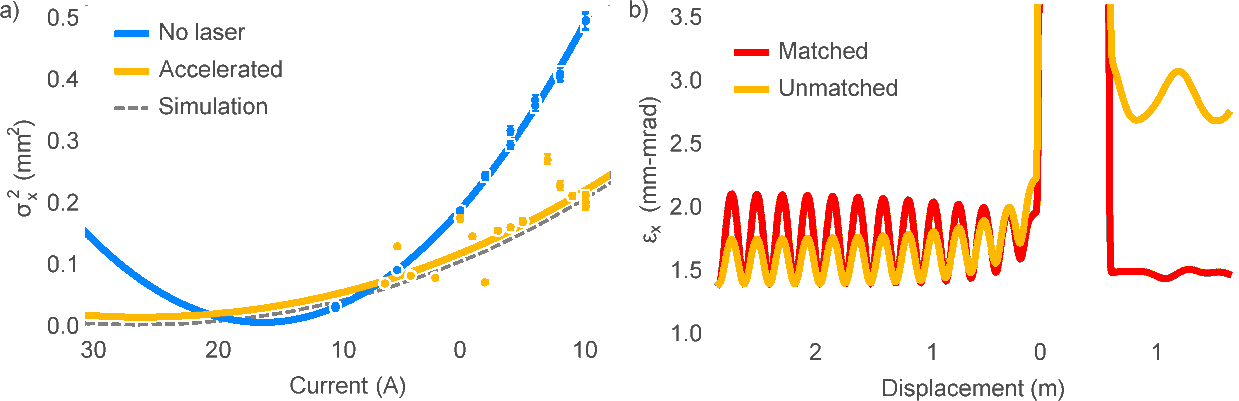 a)
0.5
0.4
0.3
0.2
0.1
0.0
σx² (mm²)
No laser
Accelerated
Simulation
30 20 10 0 10
Current (A)
b)
3.5
3.0
2.5
2.0
1.5
1.0
εx (mm-mrad)
Matched
Unmatched
2 1 0 1
Displacement (m)